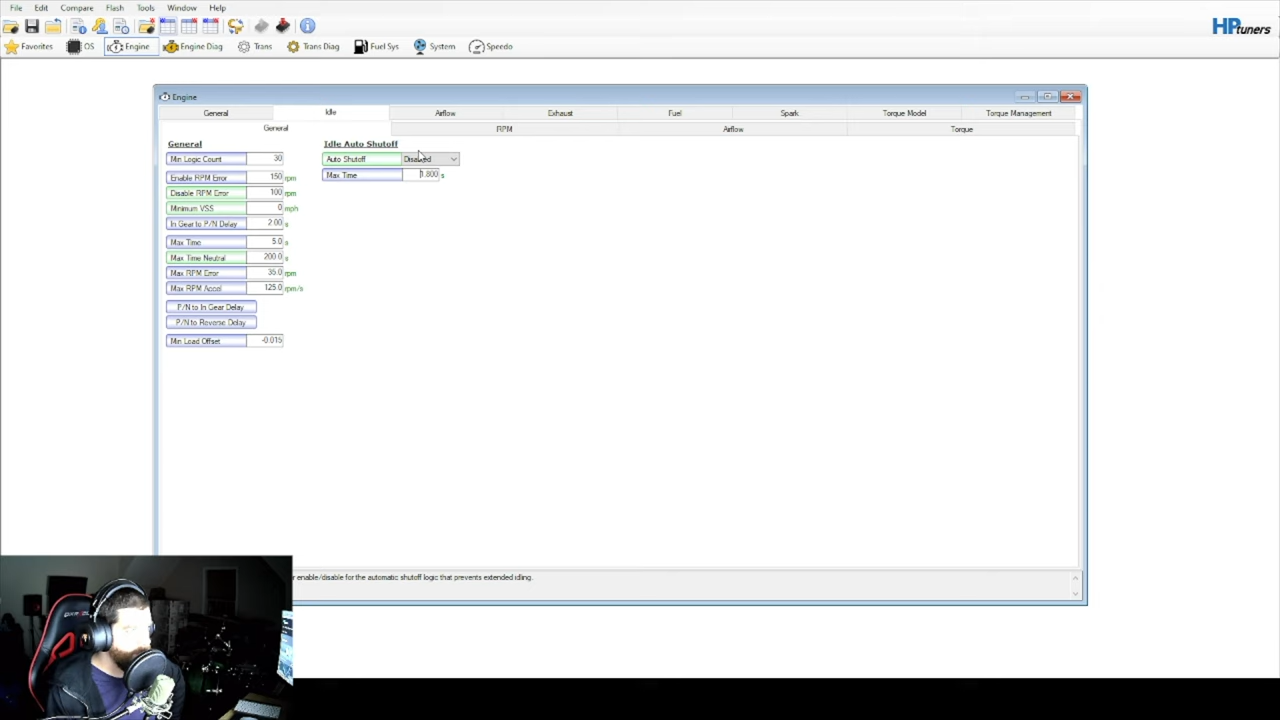 File Edit Compare Flash Tools Window Help
HPtuners
Favorites OS Engine Engine Diag Trans Trans Diag Fuel Sys System Speedo
Engine
General Idle Airflow Exhaust Fuel Spark Torque Model Torque Management
General RPM Airflow Torque
General
Min Logic Count 30
Enable RPM Error 150 rpm
Disable RPM Error 100 rpm
Minimum VSS 0 mph
In Gear to P/N Delay 2.00 s
Max Time 5.0 s
Max Time Neutral 200.0 s
Max RPM Error 35.0 rpm
Max RPM Accel 125.0 rpm/s
P/N to In Gear Delay
P/N to Reverse Delay
Min Load Offset -0.015
Idle Auto Shutoff
Auto Shutoff Disabled
Max Time 1.800 s
enable/disable for the automatic shutoff logic that prevents extended idling.